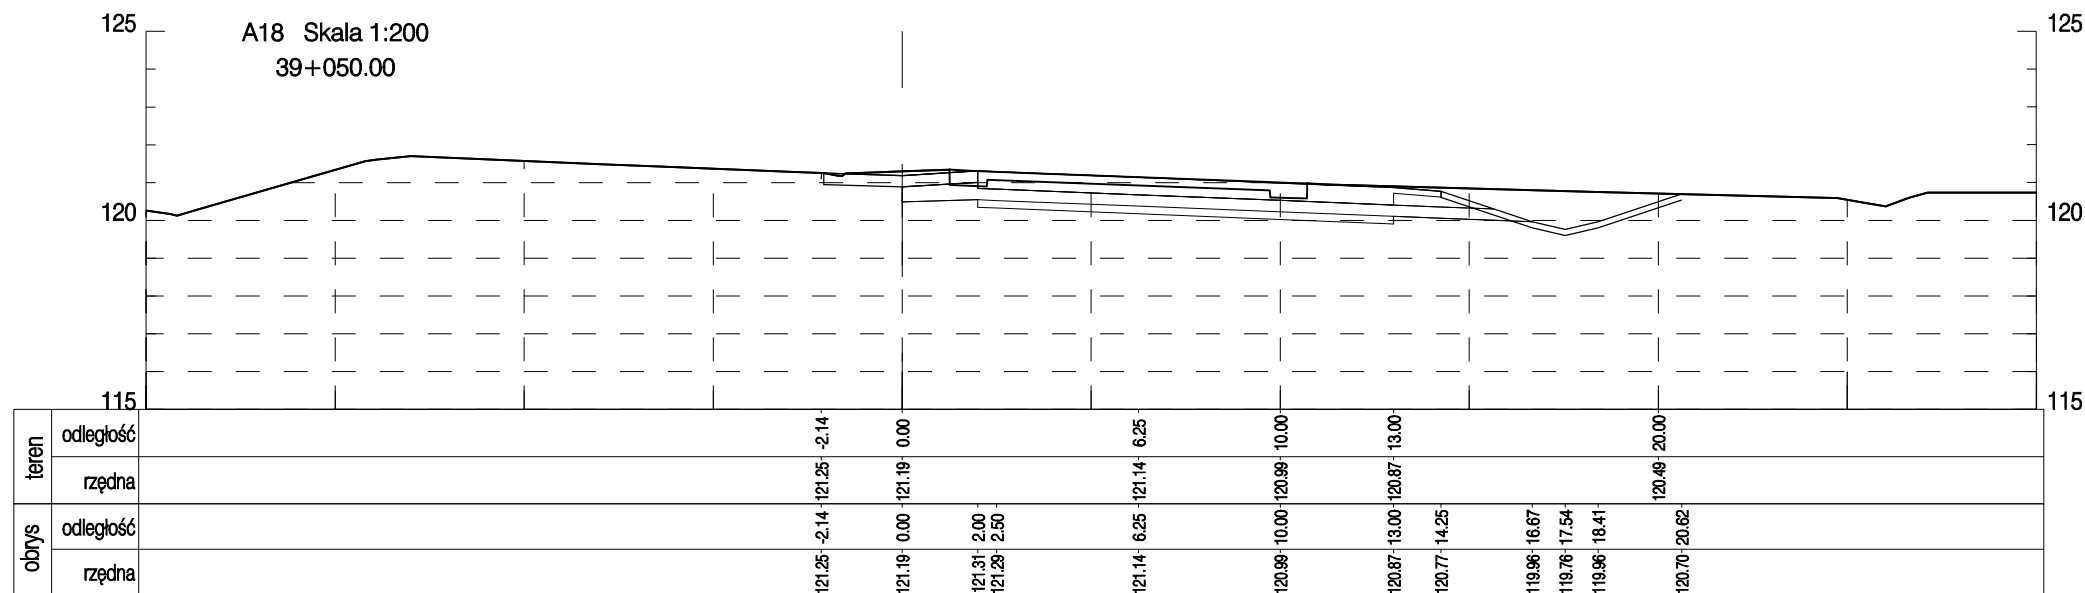 125 125
A18 Skala 1:200
39+050.00
120 120
115 115
teren
odległość -2.14 0.00 6.25 10.00 13.00 20.00
rzędna 121.25 121.19 121.14 120.99 120.87 120.49
obrys
odległość -2.14 0.00 2.00 2.50 6.25 10.00 13.00 14.25 16.67 17.54 18.41 20.62
rzędna 121.25 121.19 121.31 121.29 121.14 120.99 120.87 120.77 119.96 119.76 119.96 120.70